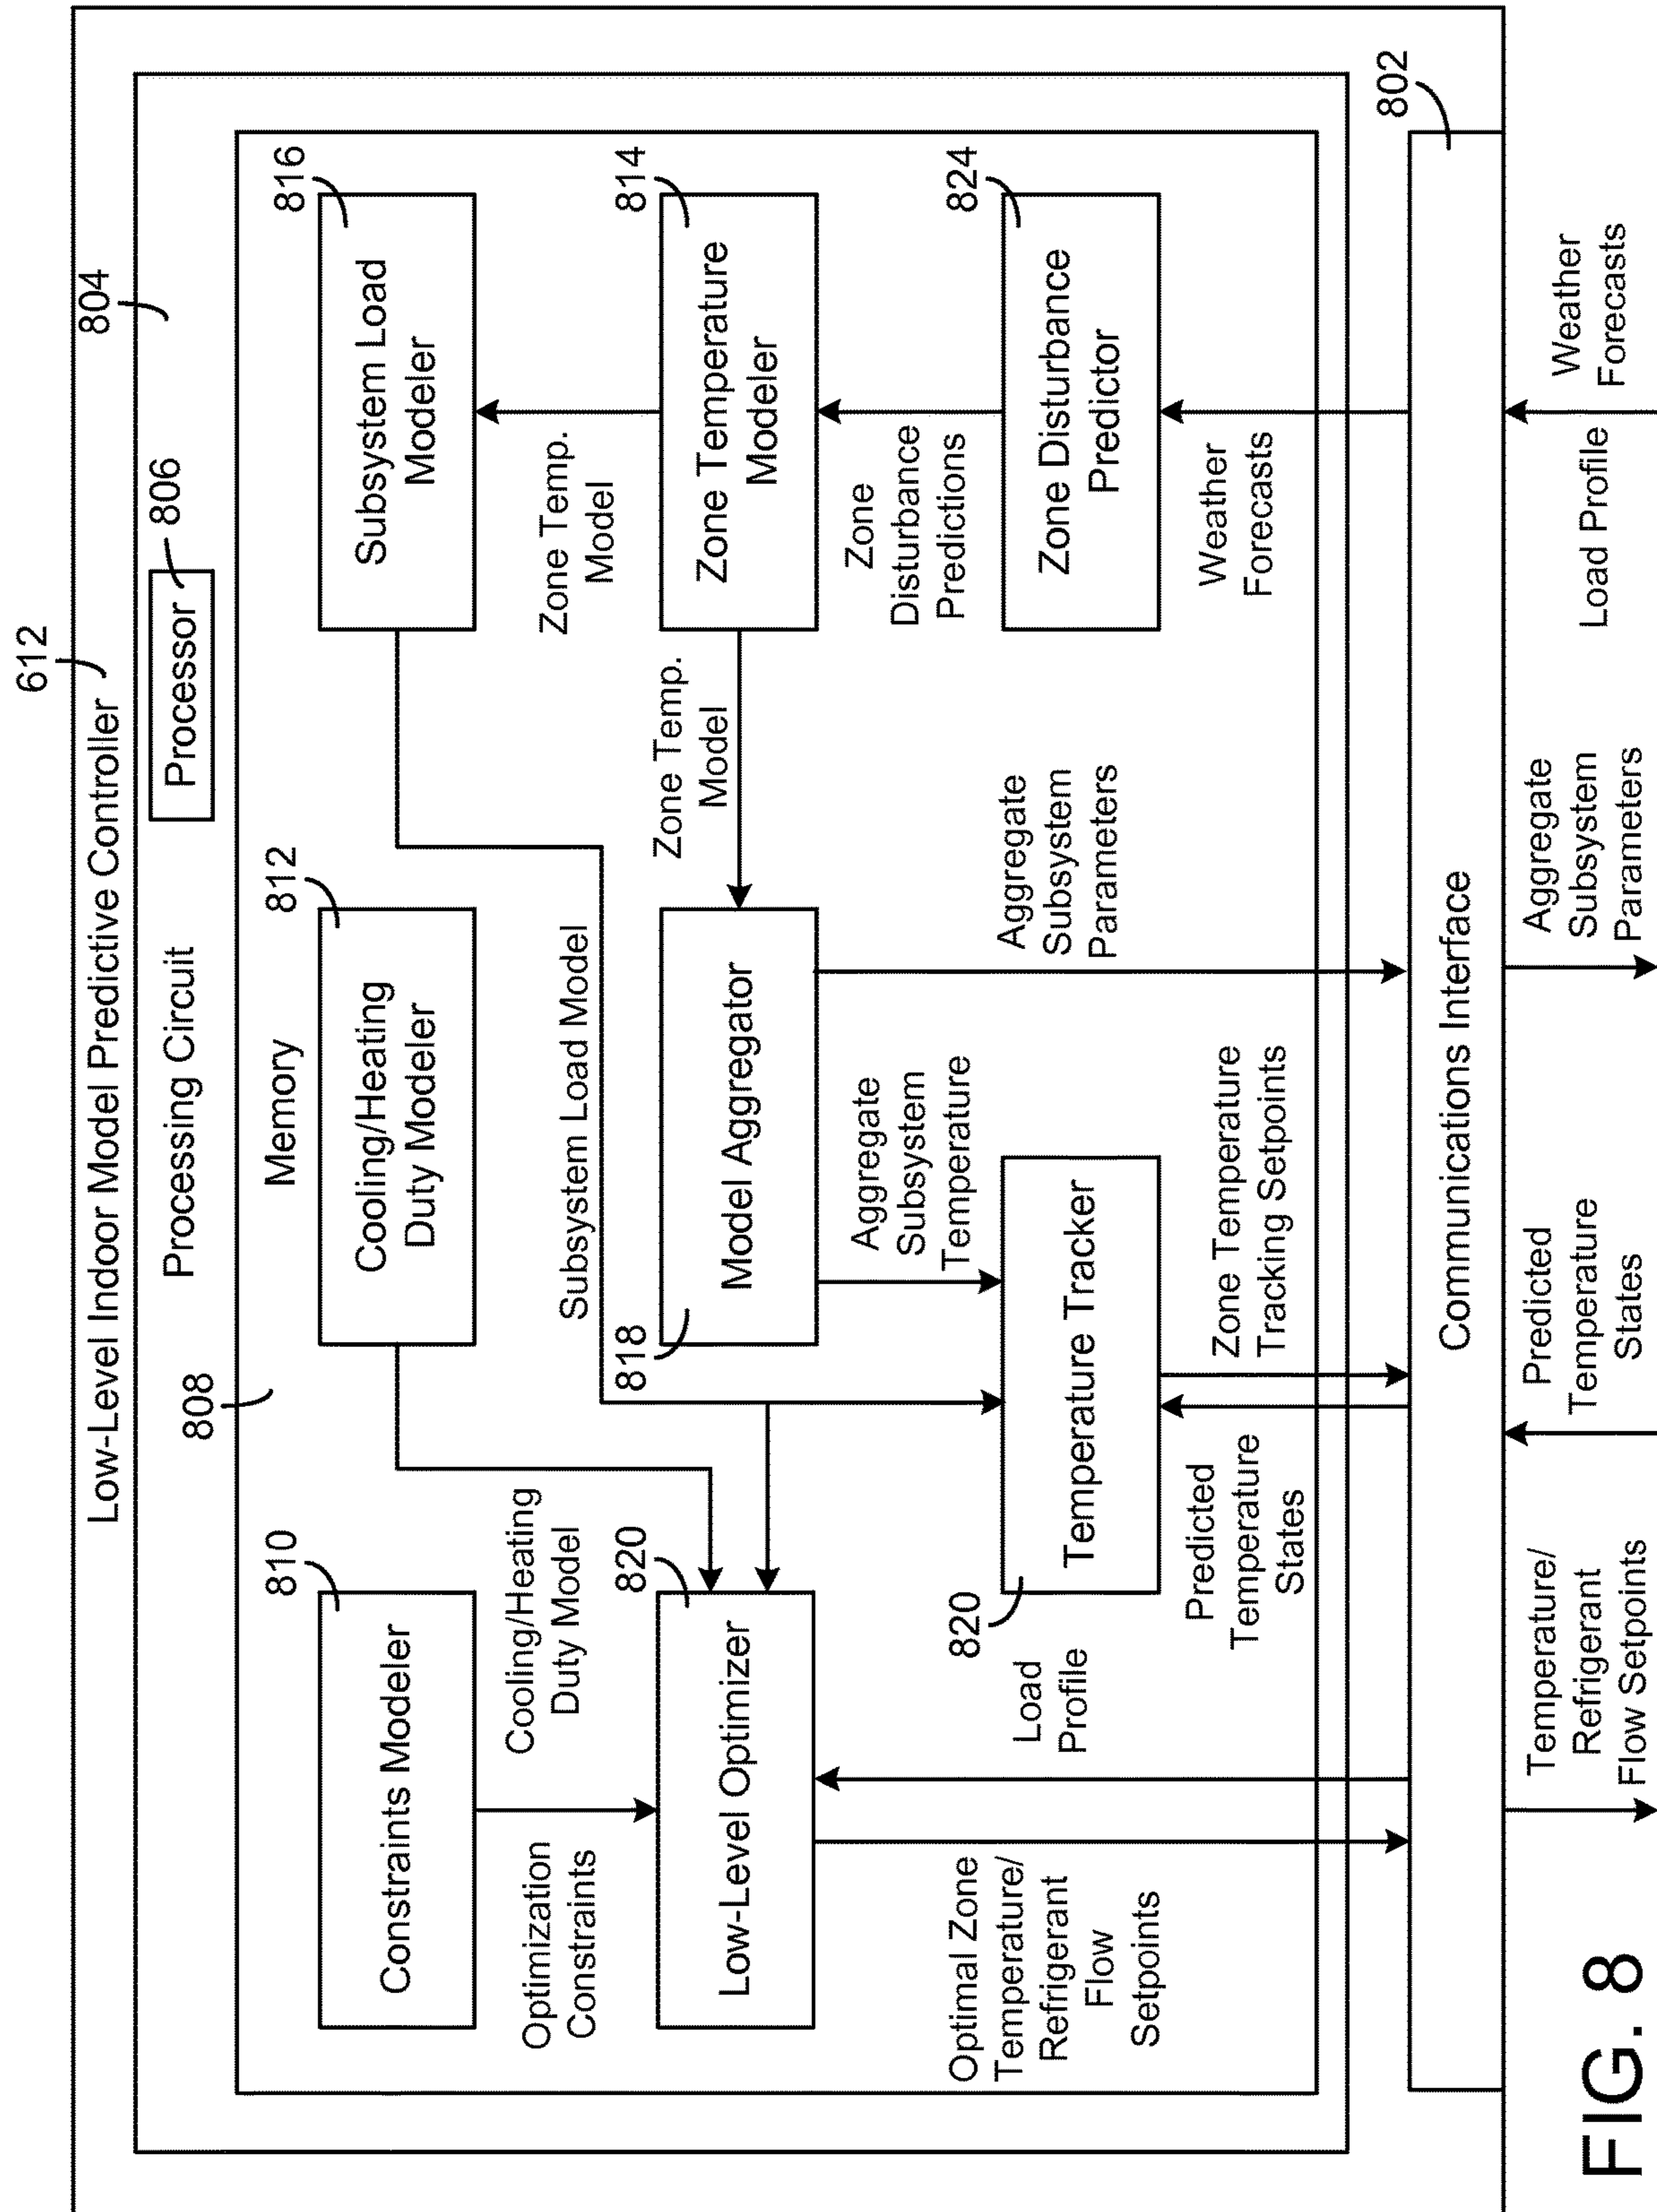 612
Low-Level Indoor Model Predictive Controller
804
Processing Circuit
Processor
806
808
Memory
810
Constraints Modeler
812
Cooling/Heating
Duty Modeler
816
Subsystem Load
Modeler
Optimization
Constraints
Cooling/Heating
Duty Model
Subsystem Load Model
Zone Temp.
Model
820
Low-Level Optimizer
818
Model Aggregator
Zone Temp.
Model
814
Zone Temperature
Modeler
Optimal Zone
Temperature/
Refrigerant
Flow
Setpoints
Load
Profile
820
Temperature Tracker
Aggregate
Subsystem
Temperature
Aggregate
Subsystem
Parameters
Zone
Disturbance
Predictions
824
Zone Disturbance
Predictor
Predicted
Temperature
States
Zone Temperature
Tracking Setpoints
Weather
Forecasts
802
Communications Interface
Temperature/
Refrigerant
Flow Setpoints
Predicted
Temperature
States
Aggregate
Subsystem
Parameters
Load Profile
Weather
Forecasts
FIG. 8